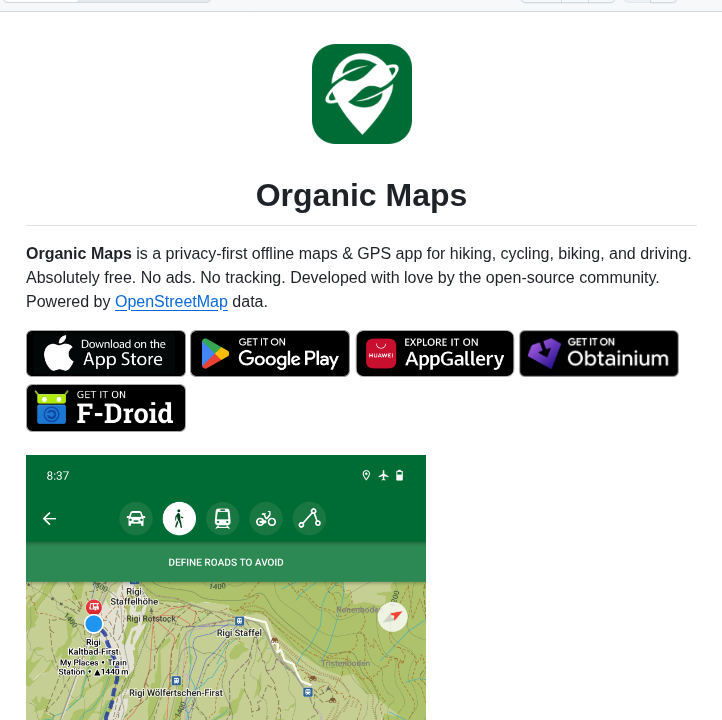 Organic Maps
Organic Maps is a privacy-first offline maps & GPS app for hiking, cycling, biking, and driving.
Absolutely free. No ads. No tracking. Developed with love by the open-source community.
Powered by OpenStreetMap data.
Download on the
App Store
GET IT ON
Google Play
HUAWEI
EXPLORE IT ON
AppGallery
GET IT ON
Obtainium
GET IT ON
F-Droid
8:37
DEFINE ROADS TO AVOID
1400
Rigi
Staffelhöhe
1400
Rigi Rotstock
Rigi Staffel
Rigi
Kaltbad-First
My Places • Train
Station • ▲1440 m
Tristenboden
Rigi Wölfertschen-First
1400